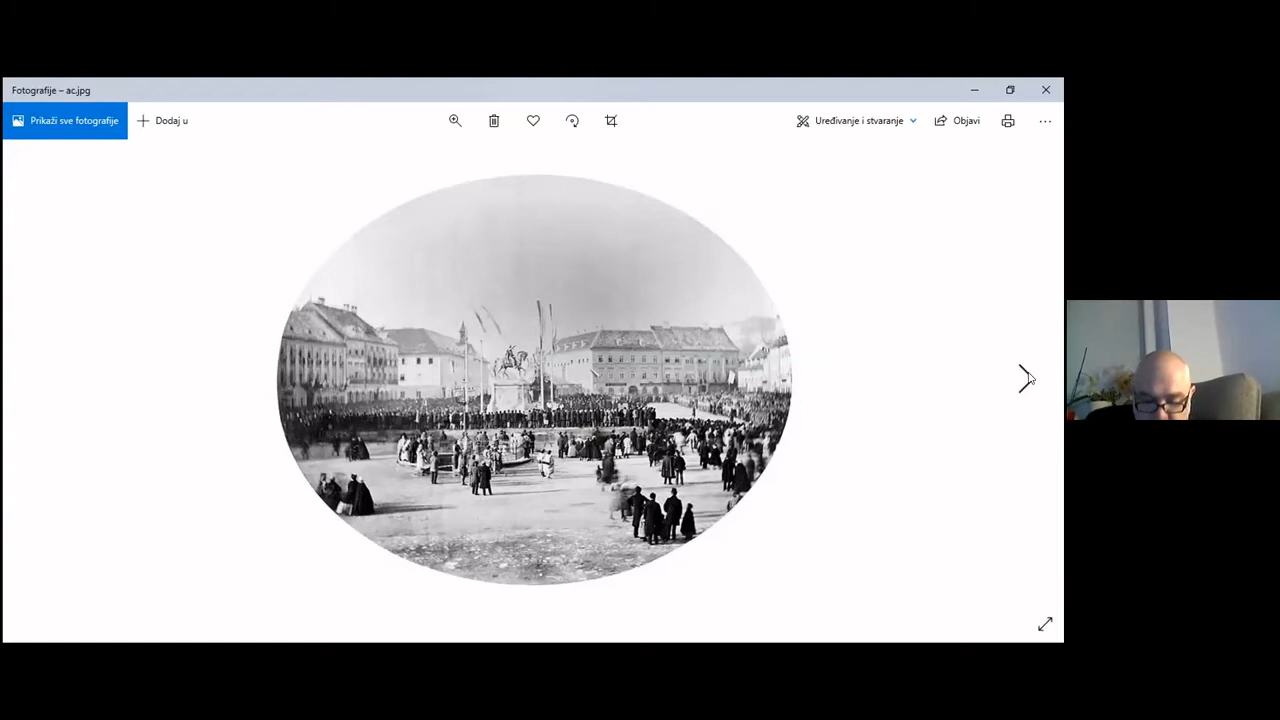 Fotografije – ac.jpg
Prikaži sve fotografije
Dodaj u
Uređivanje i stvaranje
Objavi